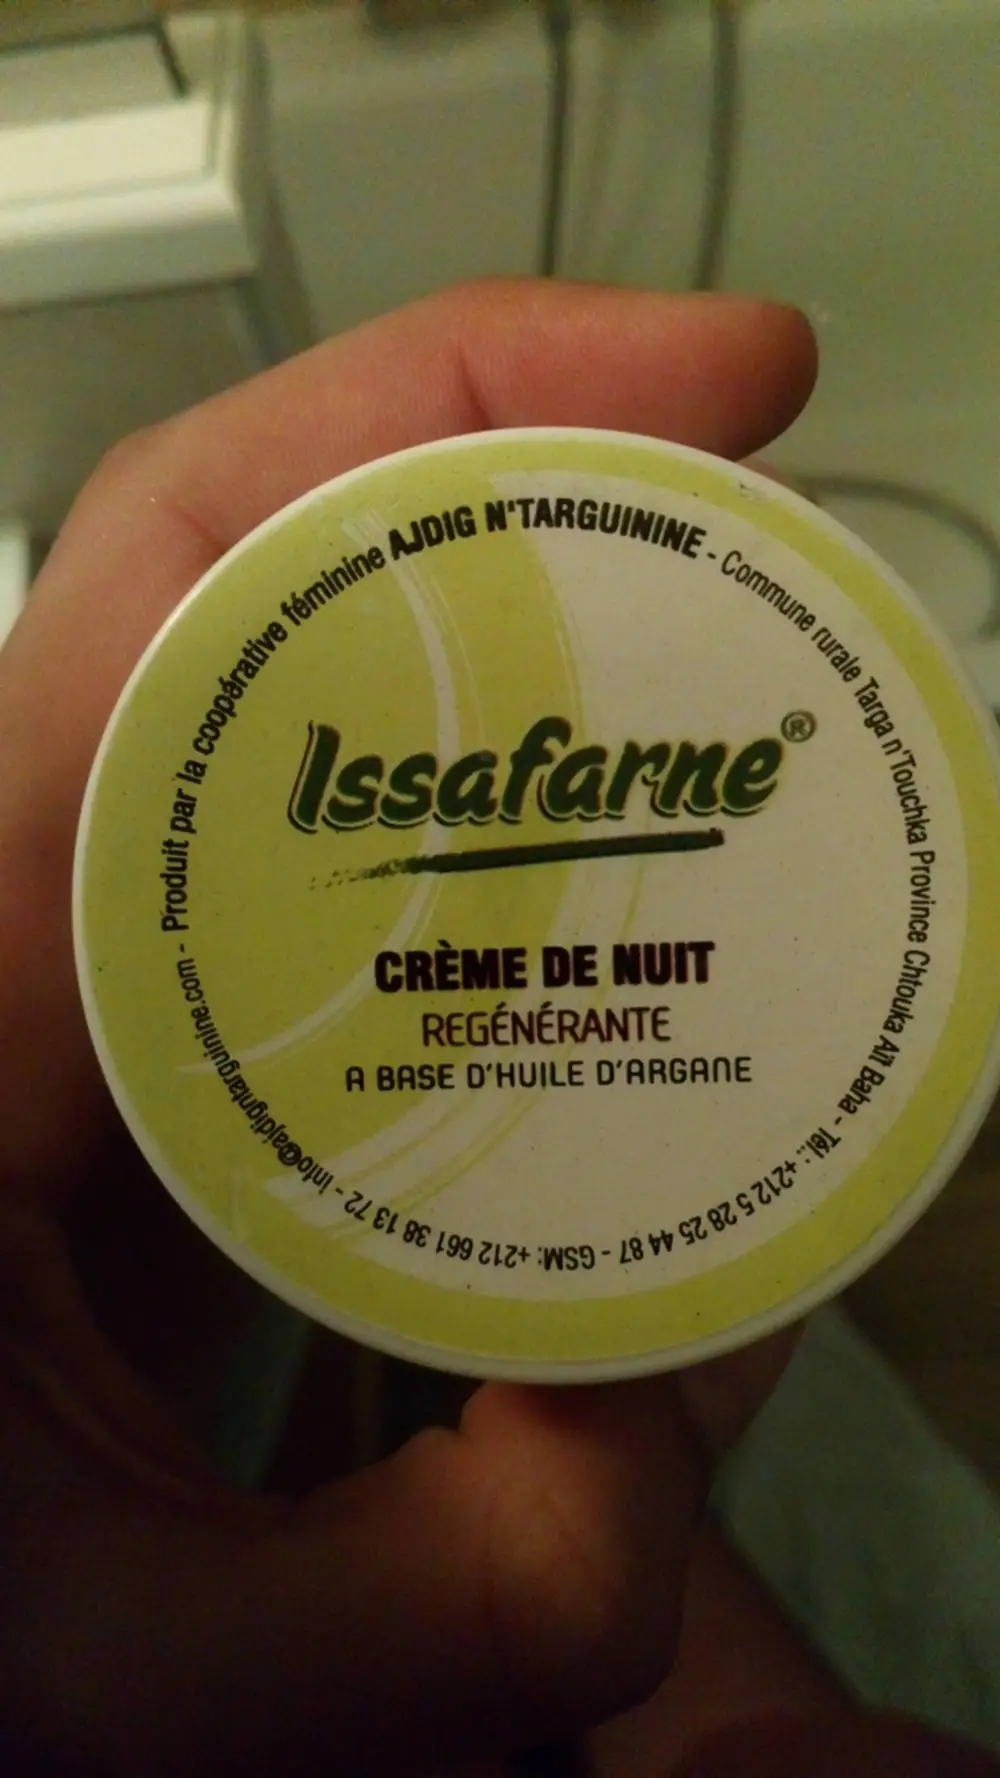 Issafarne®
CRÈME DE NUIT
REGÉNÉRANTE
A BASE D'HUILE D'ARGANE
Produit par la coopérative féminine AJDIG N'TARGUININE - Commune rurale Targa n'Touchka Province Chtouka Aït Baha - Tél.: +212 5 28 25 44 87 - GSM: +212 661 38 13 72 - info@ajdigntarguinine.com -